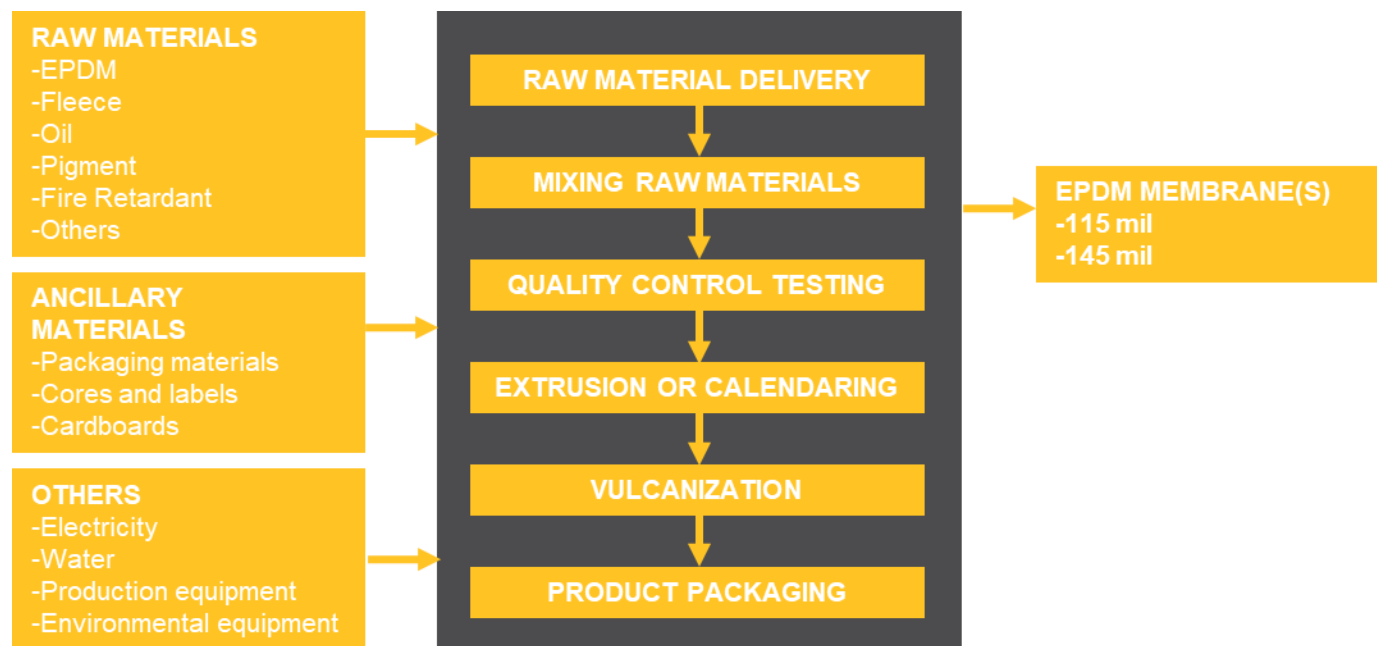 RAW MATERIALS
-EPDM
-Fleece
-Oil
-Pigment
-Fire Retardant
-Others
ANCILLARY
MATERIALS
-Packaging materials
-Cores and labels
-Cardboards
OTHERS
-Electricity
-Water
-Production equipment
-Environmental equipment
RAW MATERIAL DELIVERY
MIXING RAW MATERIALS
QUALITY CONTROL TESTING
EXTRUSION OR CALENDARING
VULCANIZATION
PRODUCT PACKAGING
EPDM MEMBRANE(S)
-115 mil
-145 mil